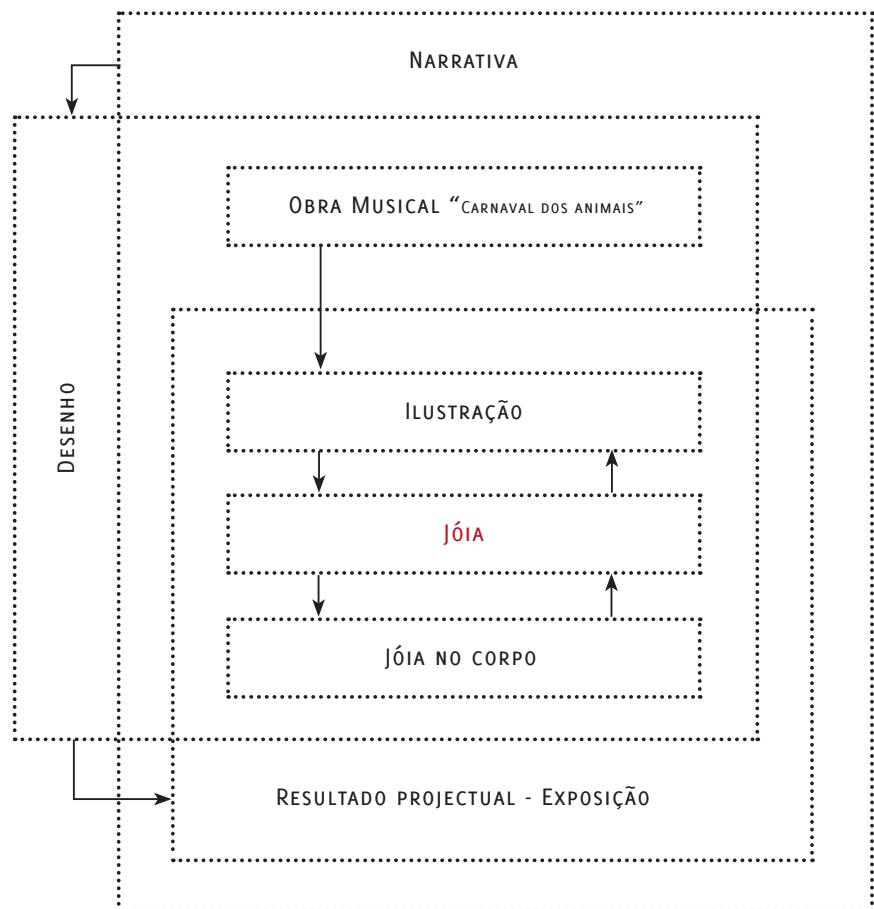 Narrativa
Obra Musical “Carnaval dos animais”
Ilustração
Desenho
Jóia
Jóia no corpo
Resultado projectual - Exposição